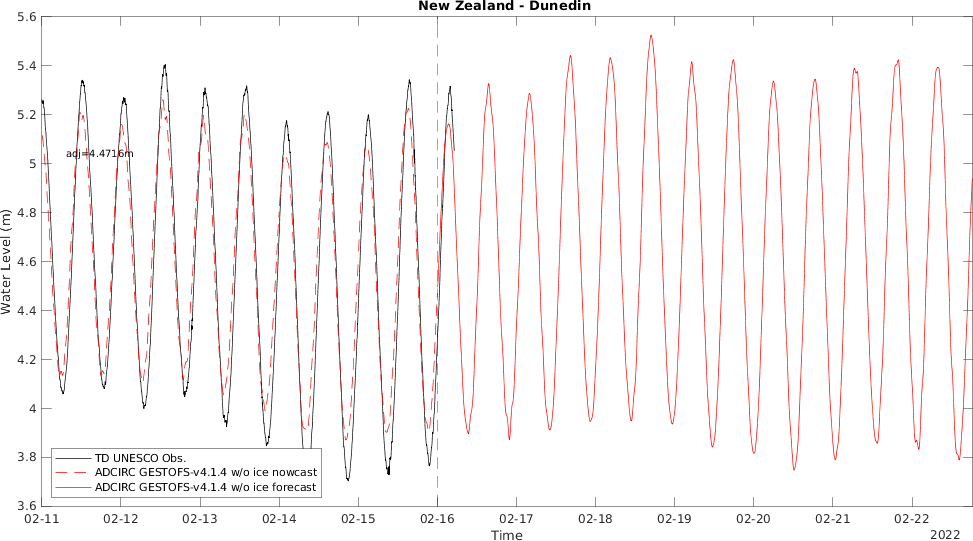 New Zealand - Dunedin
5.6
5.4
5.2
5
4.8
4.6
4.4
4.2
4
3.8
3.6
Water Level (m)
adj=4.4716m
TD UNESCO Obs.
ADCIRC GESTOFS-v4.1.4 w/o ice nowcast
ADCIRC GESTOFS-v4.1.4 w/o ice forecast
02-11 02-12 02-13 02-14 02-15 02-16 02-17 02-18 02-19 02-20 02-21 02-22
Time
2022